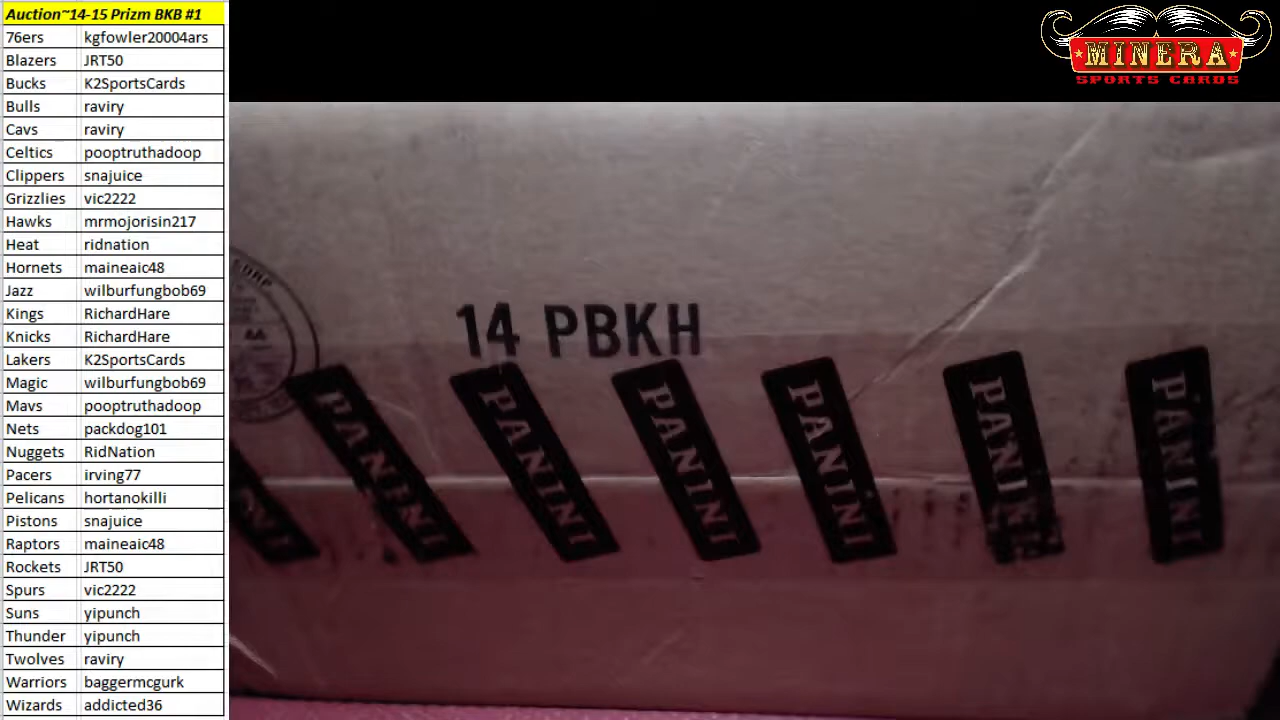 Auction~14-15 Prizm BKB #1
76ers kgfowler20004ars
Blazers JRT50
Bucks K2SportsCards
Bulls raviry
Cavs raviry
Celtics pooptruthadoop
Clippers snajuice
Grizzlies vic2222
Hawks mrmojorisin217
Heat ridnation
Hornets maineaic48
Jazz wilburfungbob69
Kings RichardHare
Knicks RichardHare
Lakers K2SportsCards
Magic wilburfungbob69
Mavs pooptruthadoop
Nets packdog101
Nuggets RidNation
Pacers irving77
Pelicans hortanokilli
Pistons snajuice
Raptors maineaic48
Rockets JRT50
Spurs vic2222
Suns yipunch
Thunder yipunch
Twolves raviry
Warriors baggermcgurk
Wizards addicted36
MINERA
SPORTS CARDS
14 PBKH
PANINI
PANINI
PANINI
PANINI
PANINI
PANINI